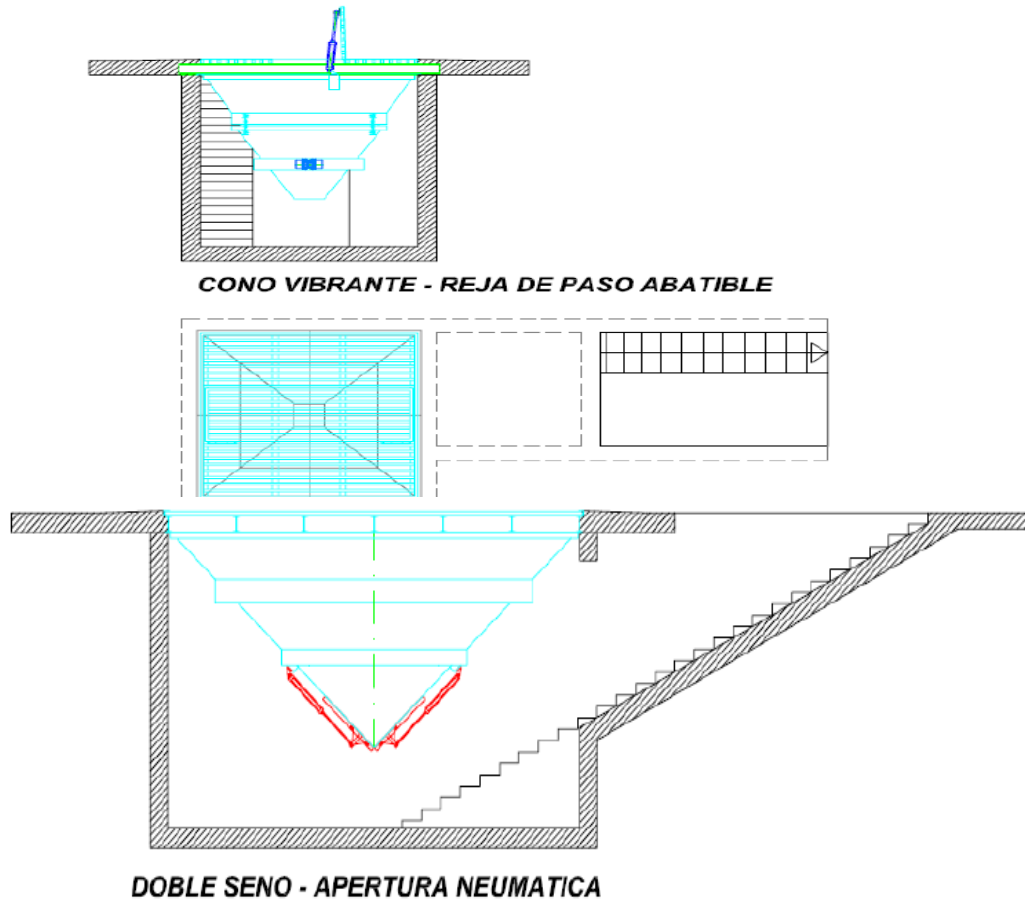 CONO VIBRANTE - REJA DE PASO ABATIBLE
DOBLE SENO - APERTURA NEUMATICA